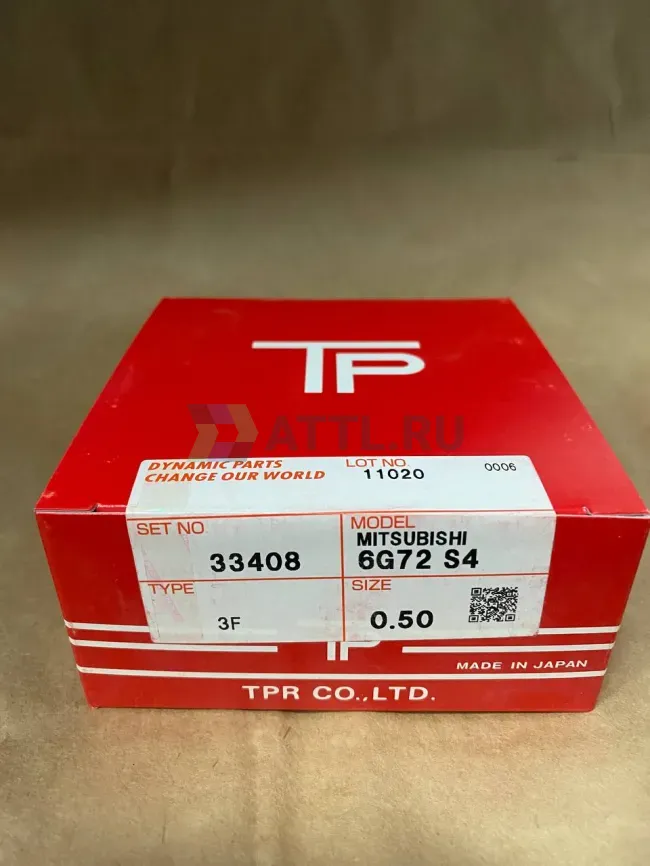 TP
ATTL.RU
DYNAMIC PARTS
CHANGE OUR WORLD
LOT NO
11020
0006
SET NO
33408
MODEL
MITSUBISHI
6G72 S4
TYPE
3F
SIZE
0.50
TP
MADE IN JAPAN
TPR CO.,LTD.